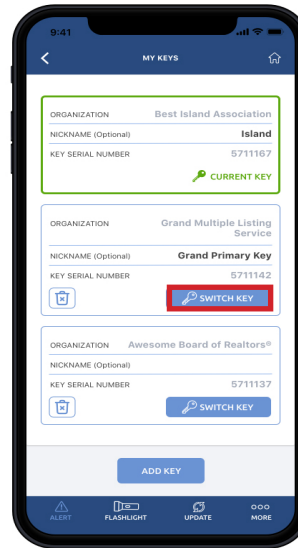 9:41
MY KEYS
ORGANIZATION Best Island Association
NICKNAME (Optional) Island
KEY SERIAL NUMBER 5711167
CURRENT KEY
ORGANIZATION Grand Multiple Listing
Service
NICKNAME (Optional) Grand Primary Key
KEY SERIAL NUMBER 5711142
SWITCH KEY
ORGANIZATION Awesome Board of Realtors®
NICKNAME (Optional)
KEY SERIAL NUMBER 5711137
SWITCH KEY
ADD KEY
ALERT FLASHLIGHT UPDATE MORE